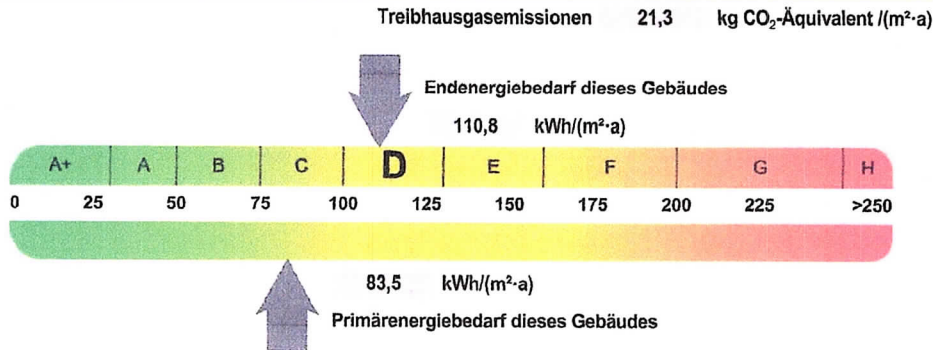 Treibhausgasemissionen 21,3 kg CO₂-Äquivalent /(m²·a)
Endenergiebedarf dieses Gebäudes
110,8 kWh/(m²·a)
A+ A B C D E F G H
0 25 50 75 100 125 150 175 200 225 >250
83,5 kWh/(m²·a)
Primärenergiebedarf dieses Gebäudes